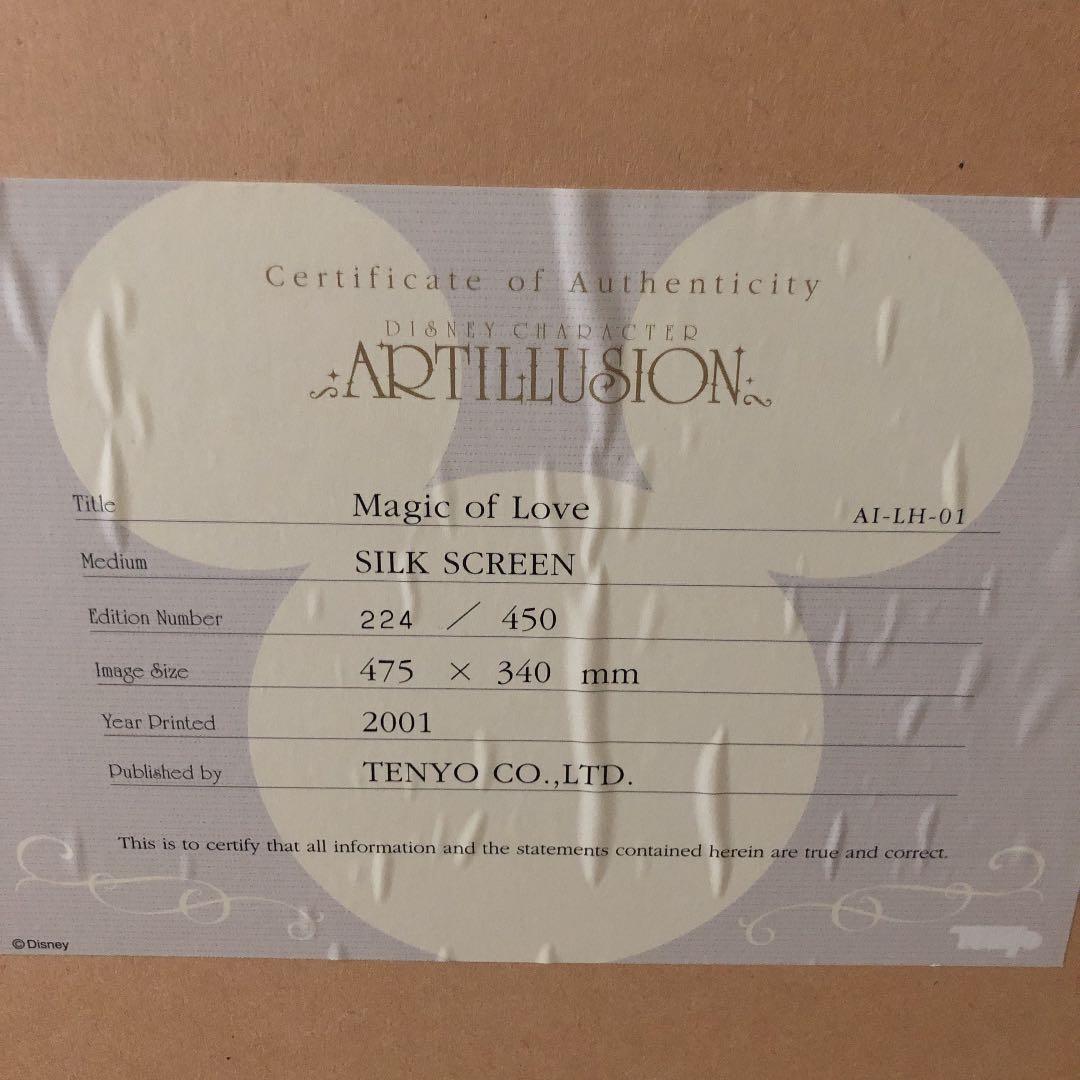 Certificate of Authenticity
DISNEY CHARACTER
ARTILLUSION
Title Magic of Love AI-LH-01
Medium SILK SCREEN
Edition Number 224 / 450
Image Size 475 × 340 mm
Year Printed 2001
Published by TENYO CO.,LTD.
This is to certify that all information and the statements contained herein are true and correct.
©Disney